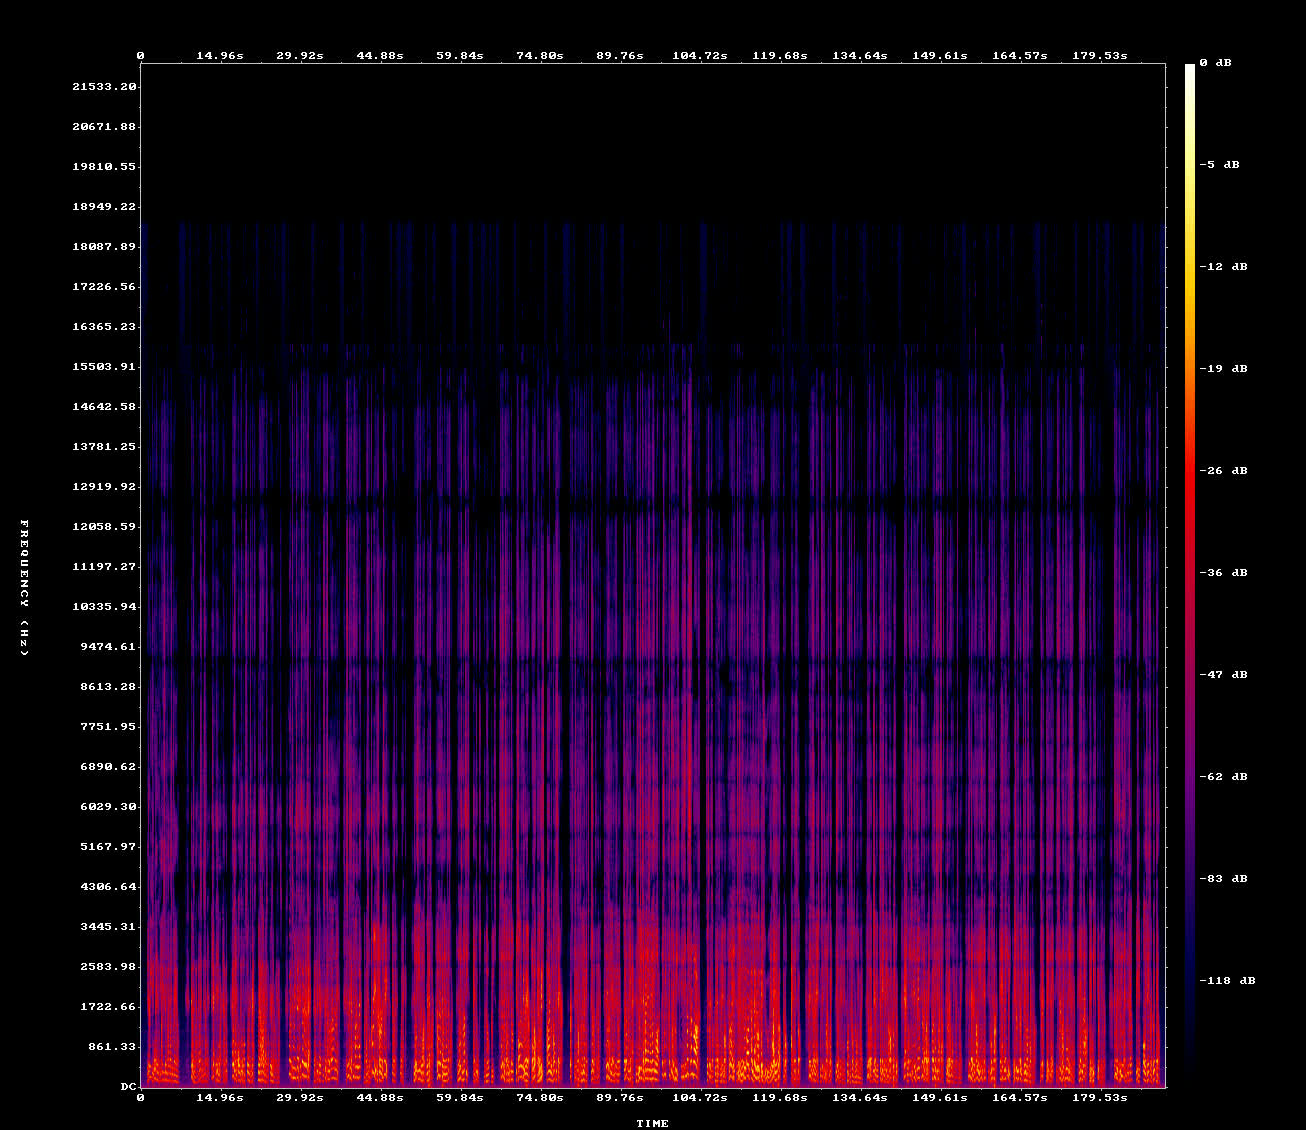 0 14.96s 29.92s 44.88s 59.84s 74.80s 89.76s 104.72s 119.68s 134.64s 149.61s 164.57s 179.53s
0 dB
21533.20
20671.88
19810.55
-5 dB
18949.22
18087.89
-12 dB
17226.56
16365.23
15503.91
-19 dB
14642.58
13781.25
-26 dB
12919.92
12058.59
11197.27
-36 dB
10335.94
9474.61
FREQUENCY (Hz)
-47 dB
8613.28
7751.95
6890.62
-62 dB
6029.30
5167.97
4306.64
-83 dB
3445.31
2583.98
-118 dB
1722.66
861.33
DC
0 14.96s 29.92s 44.88s 59.84s 74.80s 89.76s 104.72s 119.68s 134.64s 149.61s 164.57s 179.53s
TIME